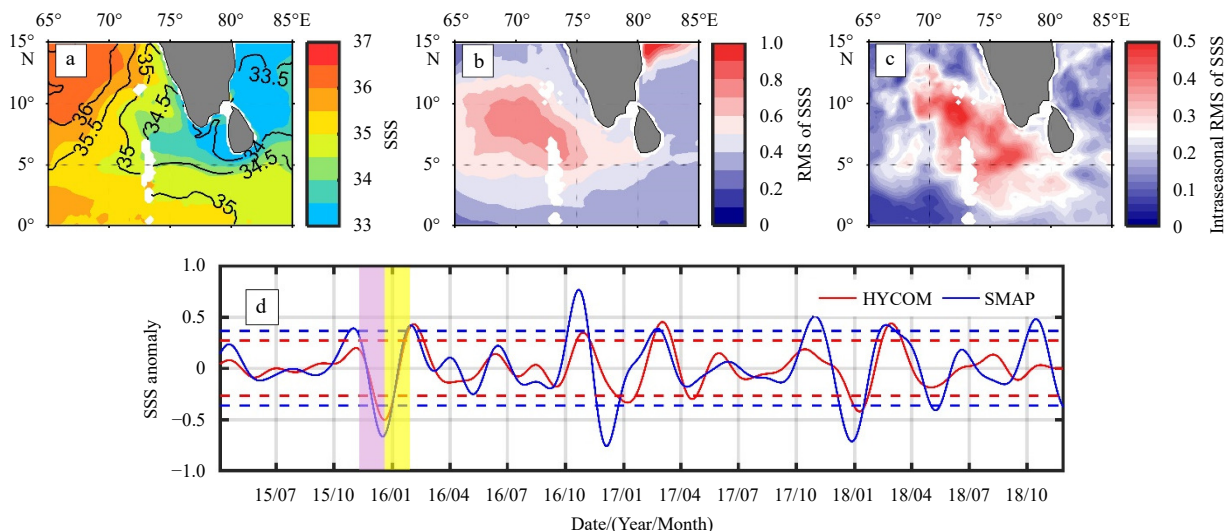 65° 70° 75° 80° 85°E
65° 70° 75° 80° 85°E
65° 70° 75° 80° 85°E
15°
N
10°
5°
0°
a
36
35.5
35
35
34.5
35
34
34.5
33.5
35
37
36
35
34
33
SSS
15°
N
10°
5°
0°
b
1.0
0.8
0.6
0.4
0.2
0
RMS of SSS
15°
N
10°
5°
0°
c
0.5
0.4
0.3
0.2
0.1
0
Intraseasonal RMS of SSS
d
HYCOM
SMAP
1.0
0.5
0
−0.5
−1.0
SSS anomaly
15/07 15/10 16/01 16/04 16/07 16/10 17/01 17/04 17/07 17/10 18/01 18/04 18/07 18/10
Date/(Year/Month)